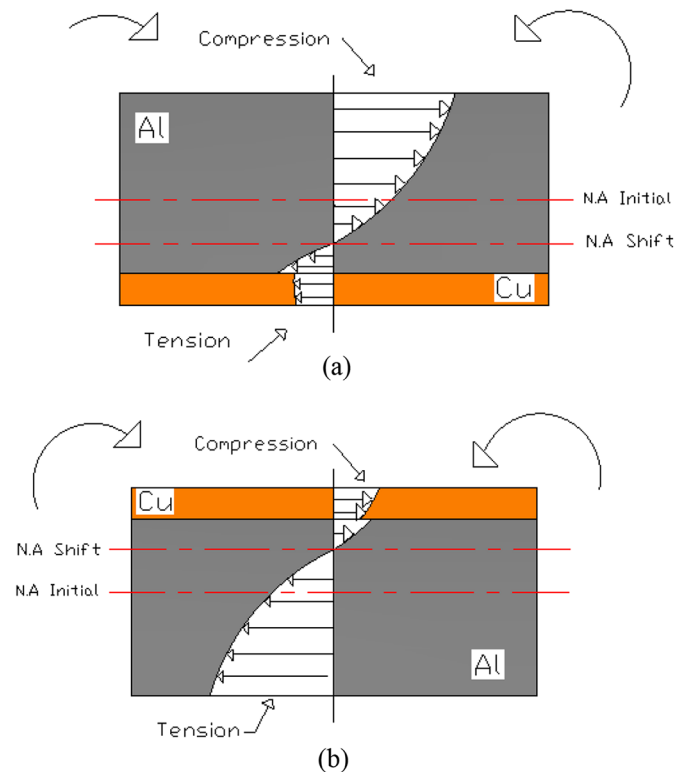 Compression
Al
N.A Initial
N.A Shift
Cu
Tension
(a)
Compression
Cu
N.A Shift
N.A Initial
Al
Tension
(b)